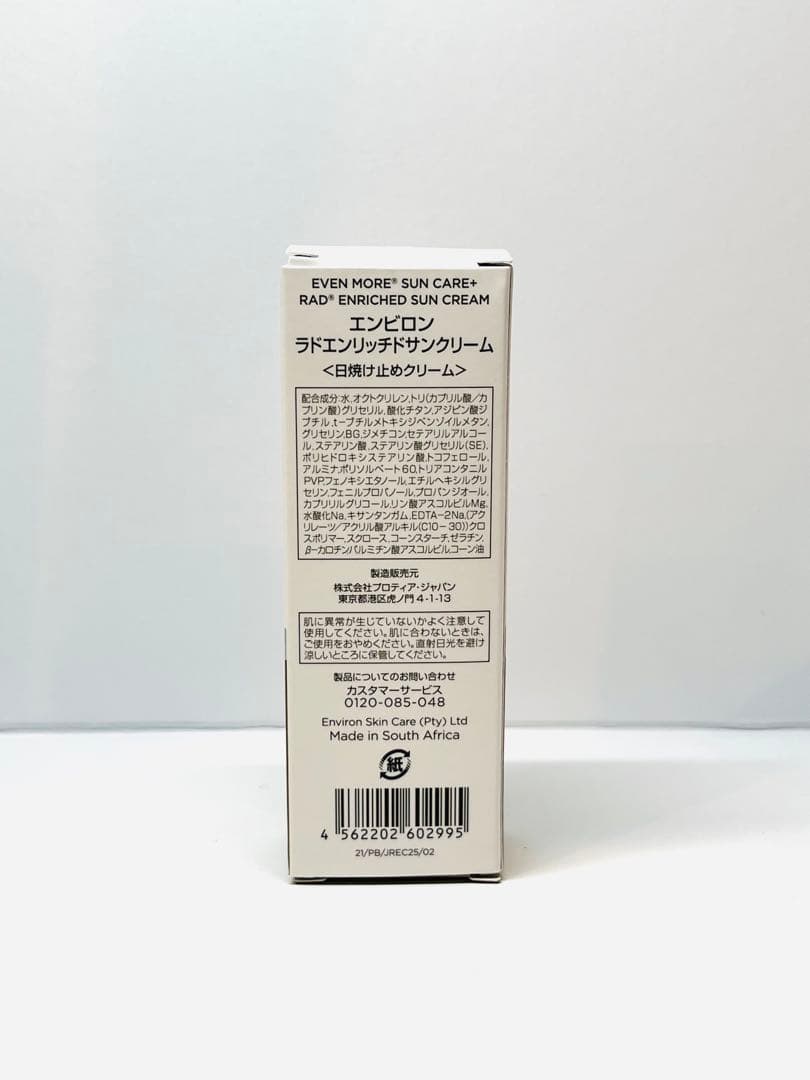 EVEN MORE® SUN CARE+
RAD® ENRICHED SUN CREAM
エンビロン
ラドエンリッチドサンクリーム
＜日焼け止めクリーム＞
配合成分:水,オクトクリレン,トリ(カプリル酸／カ
プリン酸)グリセリル,酸化チタン,アジピン酸ジ
ブチル,t-ブチルメトキシジベンゾイルメタン,
グリセリン,BG,ジメチコン,セテアリルアルコー
ル,ステアリン酸,ステアリン酸グリセリル(SE),
ポリヒドロキシステアリン酸,トコフェロール,
アルミナ,ポリソルベート60,トリアコンタニル
PVP,フェノキシエタノール,エチルヘキシルグリ
セリン,フェニルプロパノール,プロパンジオール,
カプリリルグリコール,リン酸アスコルビルMg,
水酸化Na,キサンタンガム,EDTA-2Na,(アク
リレーツ／アクリル酸アルキル(C10-30))クロ
スポリマー,スクロース,コーンスターチ,ゼラチン,
β-カロチン,パルミチン酸アスコルビル,コーン油
製造販売元
株式会社プロティア・ジャパン
東京都港区虎ノ門 4-1-13
肌に異常が生じていないかよく注意して
使用してください。肌に合わないときは、
ご使用をおやめください。直射日光を避け
涼しいところに保管してください。
製品についてのお問い合わせ
カスタマーサービス
0120-085-048
Environ Skin Care (Pty) Ltd
Made in South Africa
紙
4 562202 602995
21/PB/JREC25/02